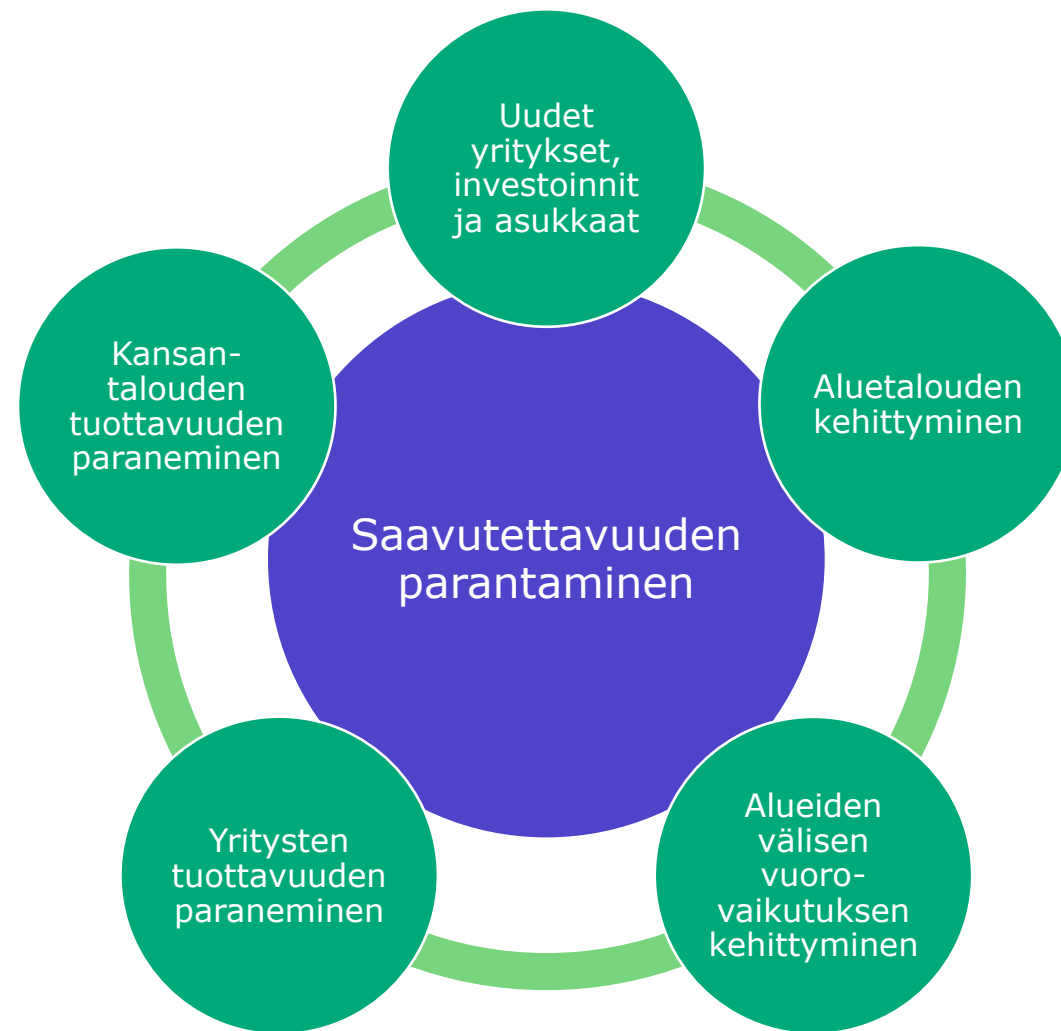 Uudet
yritykset,
investoinnit
ja asukkaat
Aluetalouden
kehittyminen
Alueiden
välisen
vuoro-
vaikutuksen
kehittyminen
Yritysten
tuottavuuden
paraneminen
Kansan-
talouden
tuottavuuden
paraneminen
Saavutettavuuden
parantaminen